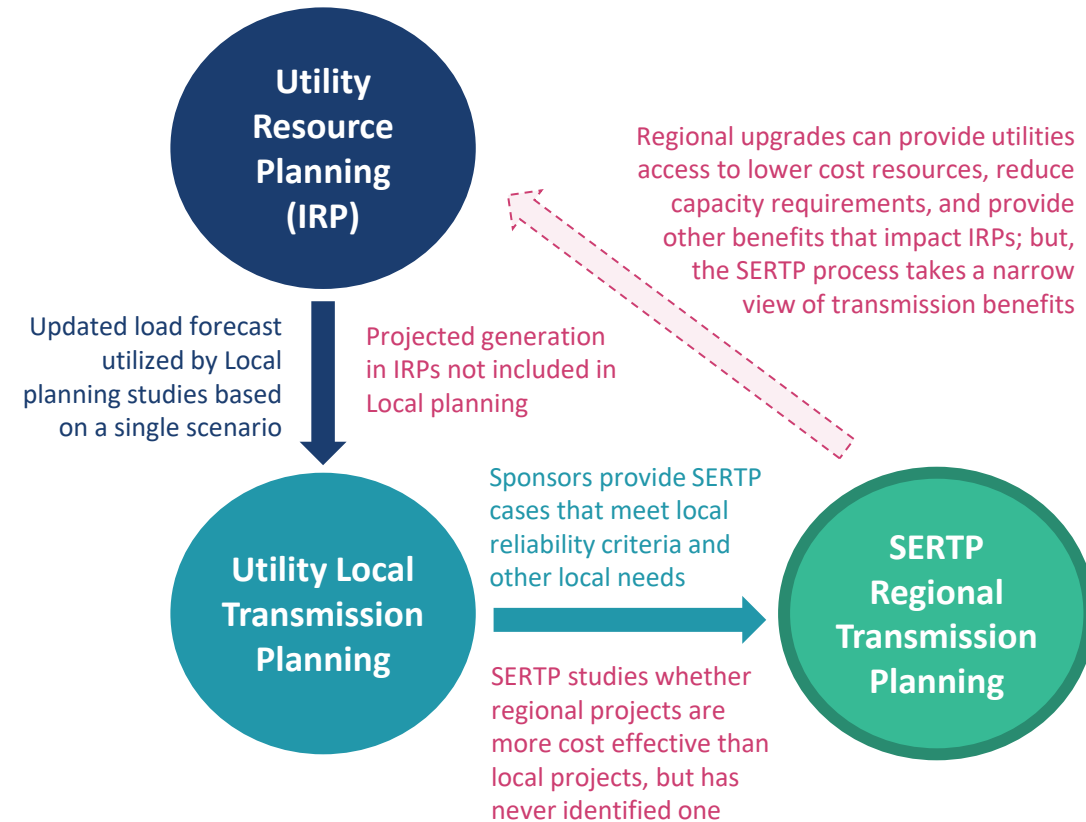 Utility
Resource
Planning
(IRP)
Regional upgrades can provide utilities
access to lower cost resources, reduce
capacity requirements, and provide
other benefits that impact IRPs; but,
the SERTP process takes a narrow
view of transmission benefits
Updated load forecast
utilized by Local
planning studies based
on a single scenario
Projected generation
in IRPs not included in
Local planning
Utility Local
Transmission
Planning
Sponsors provide SERTP
cases that meet local
reliability criteria and
other local needs
SERTP studies whether
regional projects are
more cost effective than
local projects, but has
never identified one
SERTP
Regional
Transmission
Planning